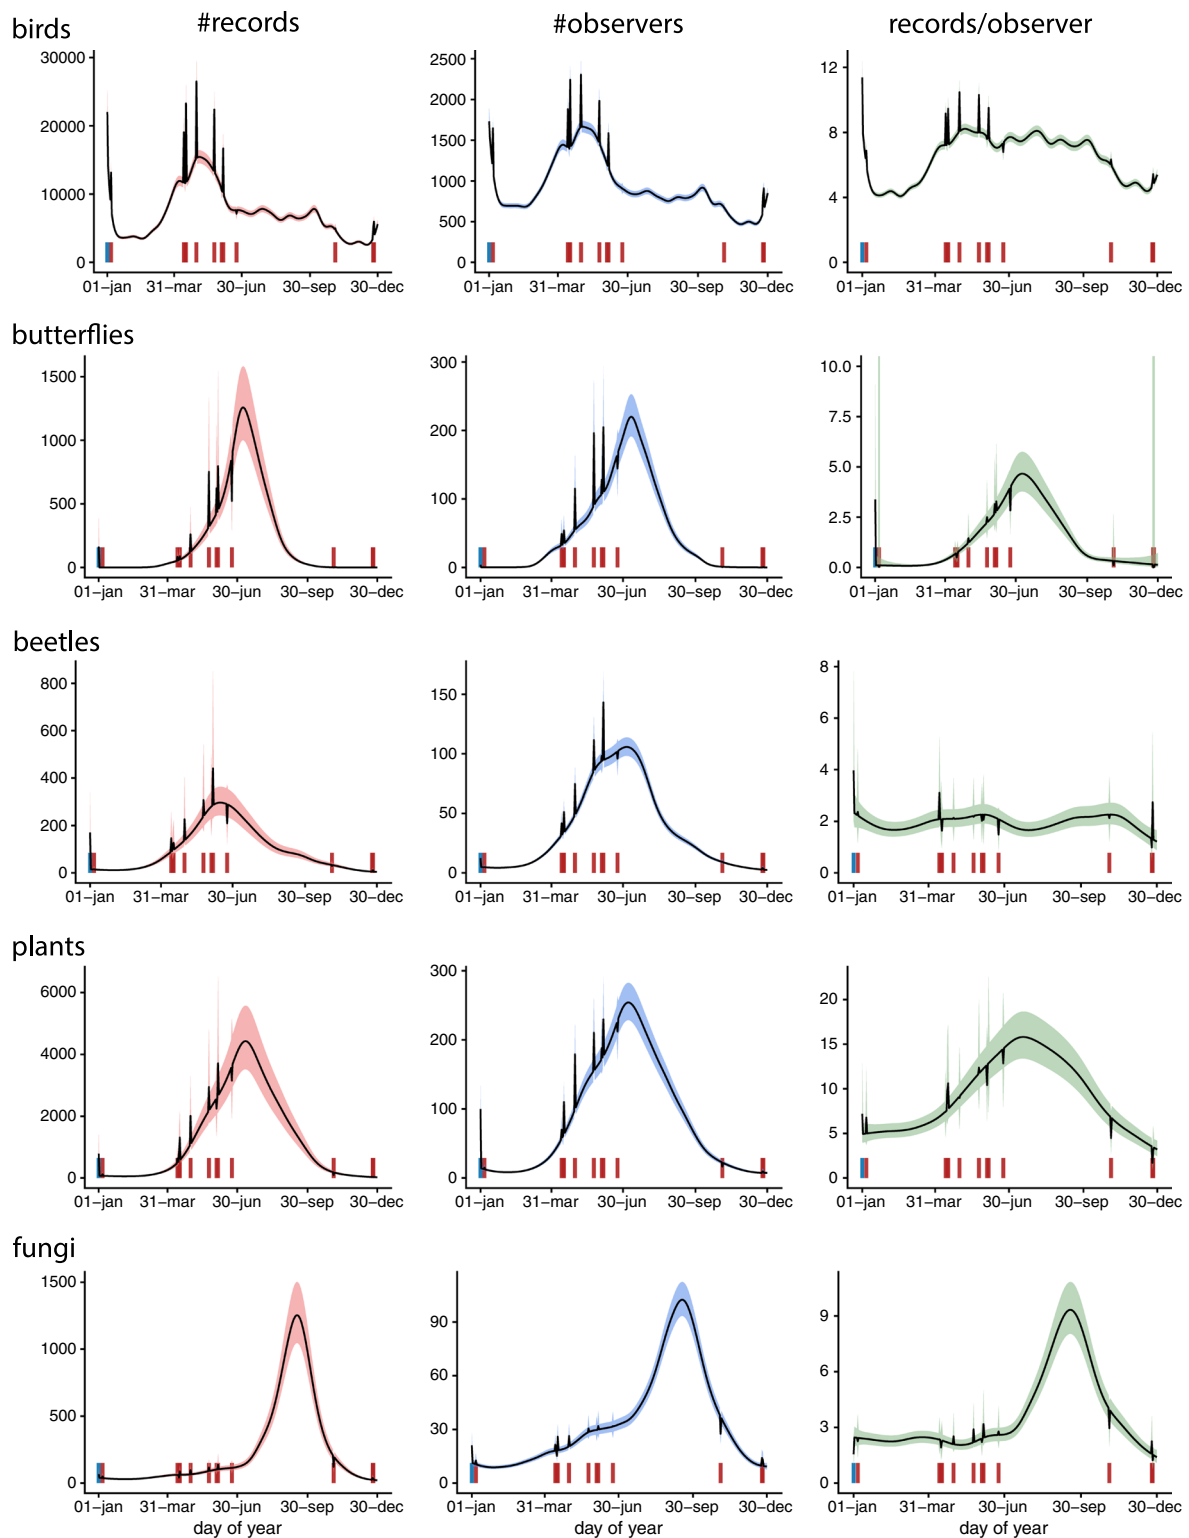 birds #records #observers records/observer
30000 2500 12
20000 2000 8
1500
10000 1000 4
500
0 0 0
01–jan 31–mar 30–jun 30–sep 30–dec 01–jan 31–mar 30–jun 30–sep 30–dec 01–jan 31–mar 30–jun 30–sep 30–dec
butterflies
1500 300 10.0
1000 200 7.5
5.0
500 100 2.5
0 0 0.0
01–jan 31–mar 30–jun 30–sep 30–dec 01–jan 31–mar 30–jun 30–sep 30–dec 01–jan 31–mar 30–jun 30–sep 30–dec
beetles
800 150 8
600 100 6
400 4
200 50 2
0 0 0
01–jan 31–mar 30–jun 30–sep 30–dec 01–jan 31–mar 30–jun 30–sep 30–dec 01–jan 31–mar 30–jun 30–sep 30–dec
plants
6000 300 20
4000 200 15
10
2000 100 5
0 0 0
01–jan 31–mar 30–jun 30–sep 30–dec 01–jan 31–mar 30–jun 30–sep 30–dec 01–jan 31–mar 30–jun 30–sep 30–dec
fungi
1500 90 9
1000 60 6
500 30 3
0 0 0
01–jan 31–mar 30–jun 30–sep 30–dec 01–jan 31–mar 30–jun 30–sep 30–dec 01–jan 31–mar 30–jun 30–sep 30–dec
day of year day of year day of year